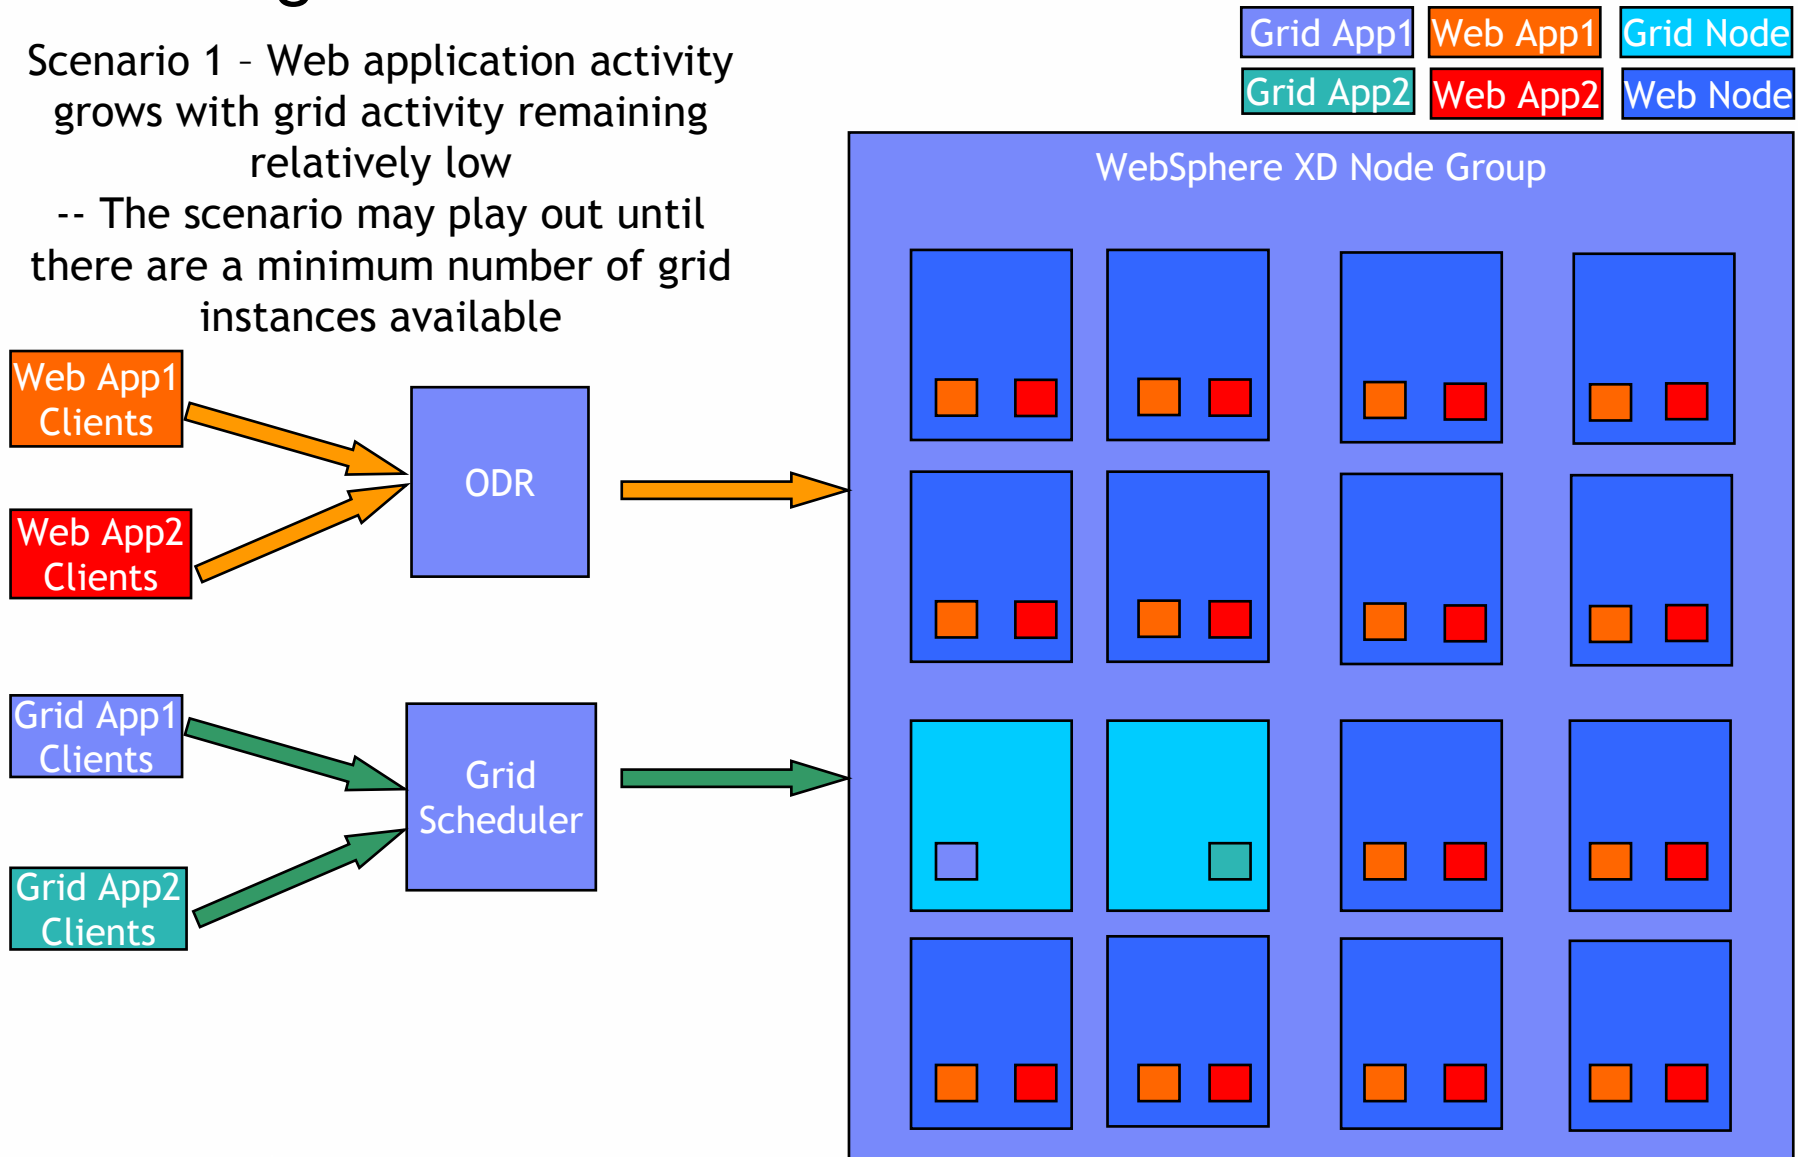 Scenario 1 – Web application activity
grows with grid activity remaining
relatively low
-- The scenario may play out until
there are a minimum number of grid
instances available
Grid App1
Web App1
Grid Node
Grid App2
Web App2
Web Node
WebSphere XD Node Group
Web App1
Clients
ODR
Web App2
Clients
Grid App1
Clients
Grid
Scheduler
Grid App2
Clients